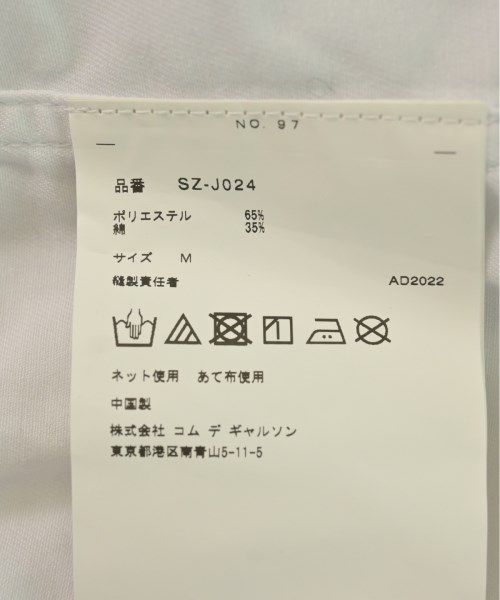 NO. 97
品番 SZ-J024
ポリエステル 65%
綿 35%
サイズ M
縫製責任者 AD2022
ネット使用 あて布使用
中国製
株式会社 コム デ ギャルソン
東京都港区南青山5-11-5